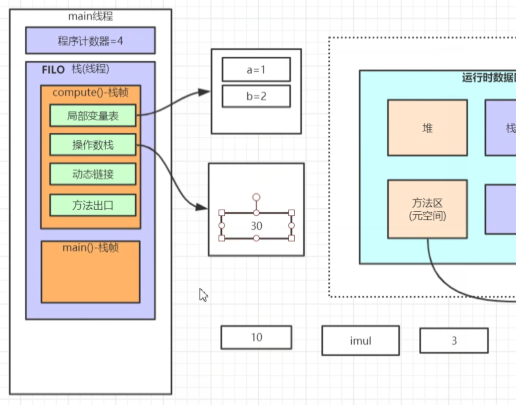 main线程
程序计数器=4
FILO 栈(线程)
compute()-栈帧
局部变量表
操作数栈
动态链接
方法出口
main()-栈帧
a=1
b=2
30
10
imul
3
运行时数据
堆
栈
方法区
(元空间)